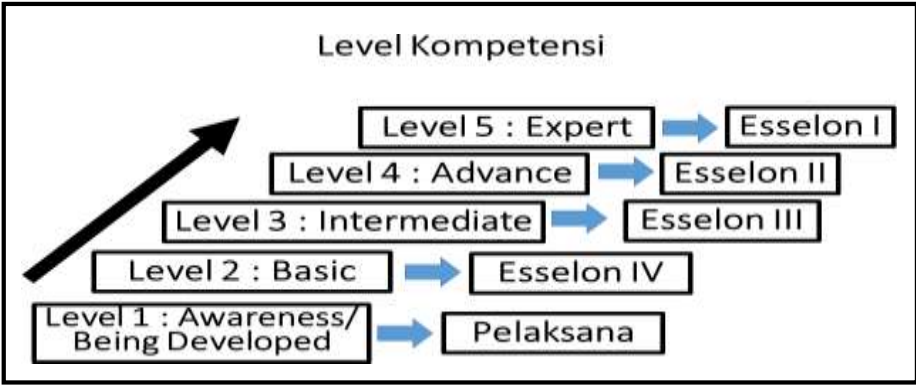 Level Kompetensi
Level 5 : Expert
Esselon I
Level 4 : Advance
Esselon II
Level 3 : Intermediate
Esselon III
Level 2 : Basic
Esselon IV
Level 1 : Awareness/
Being Developed
Pelaksana